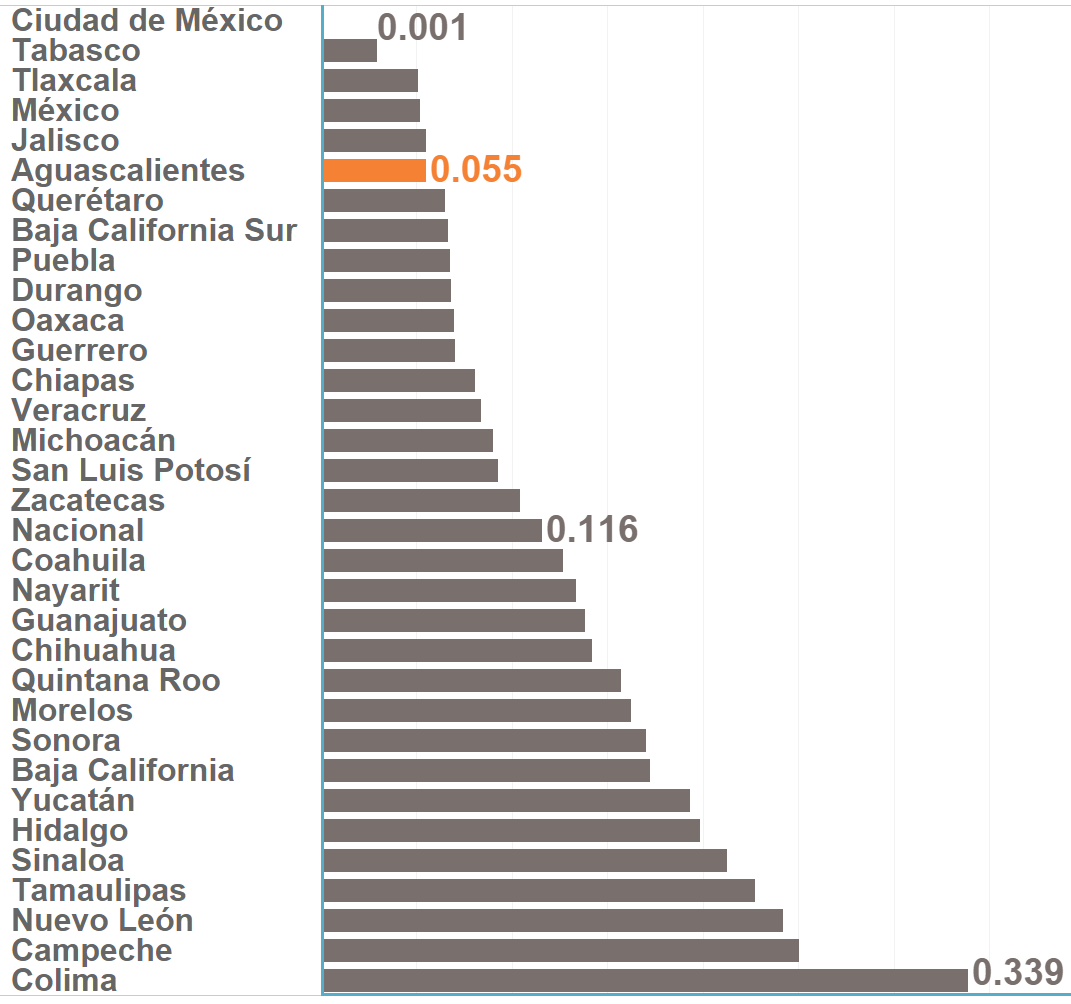 Ciudad de México 0.001
Tabasco
Tlaxcala
México
Jalisco
Aguascalientes 0.055
Querétaro
Baja California Sur
Puebla
Durango
Oaxaca
Guerrero
Chiapas
Veracruz
Michoacán
San Luis Potosí
Zacatecas
Nacional 0.116
Coahuila
Nayarit
Guanajuato
Chihuahua
Quintana Roo
Morelos
Sonora
Baja California
Yucatán
Hidalgo
Sinaloa
Tamaulipas
Nuevo León
Campeche
Colima 0.339